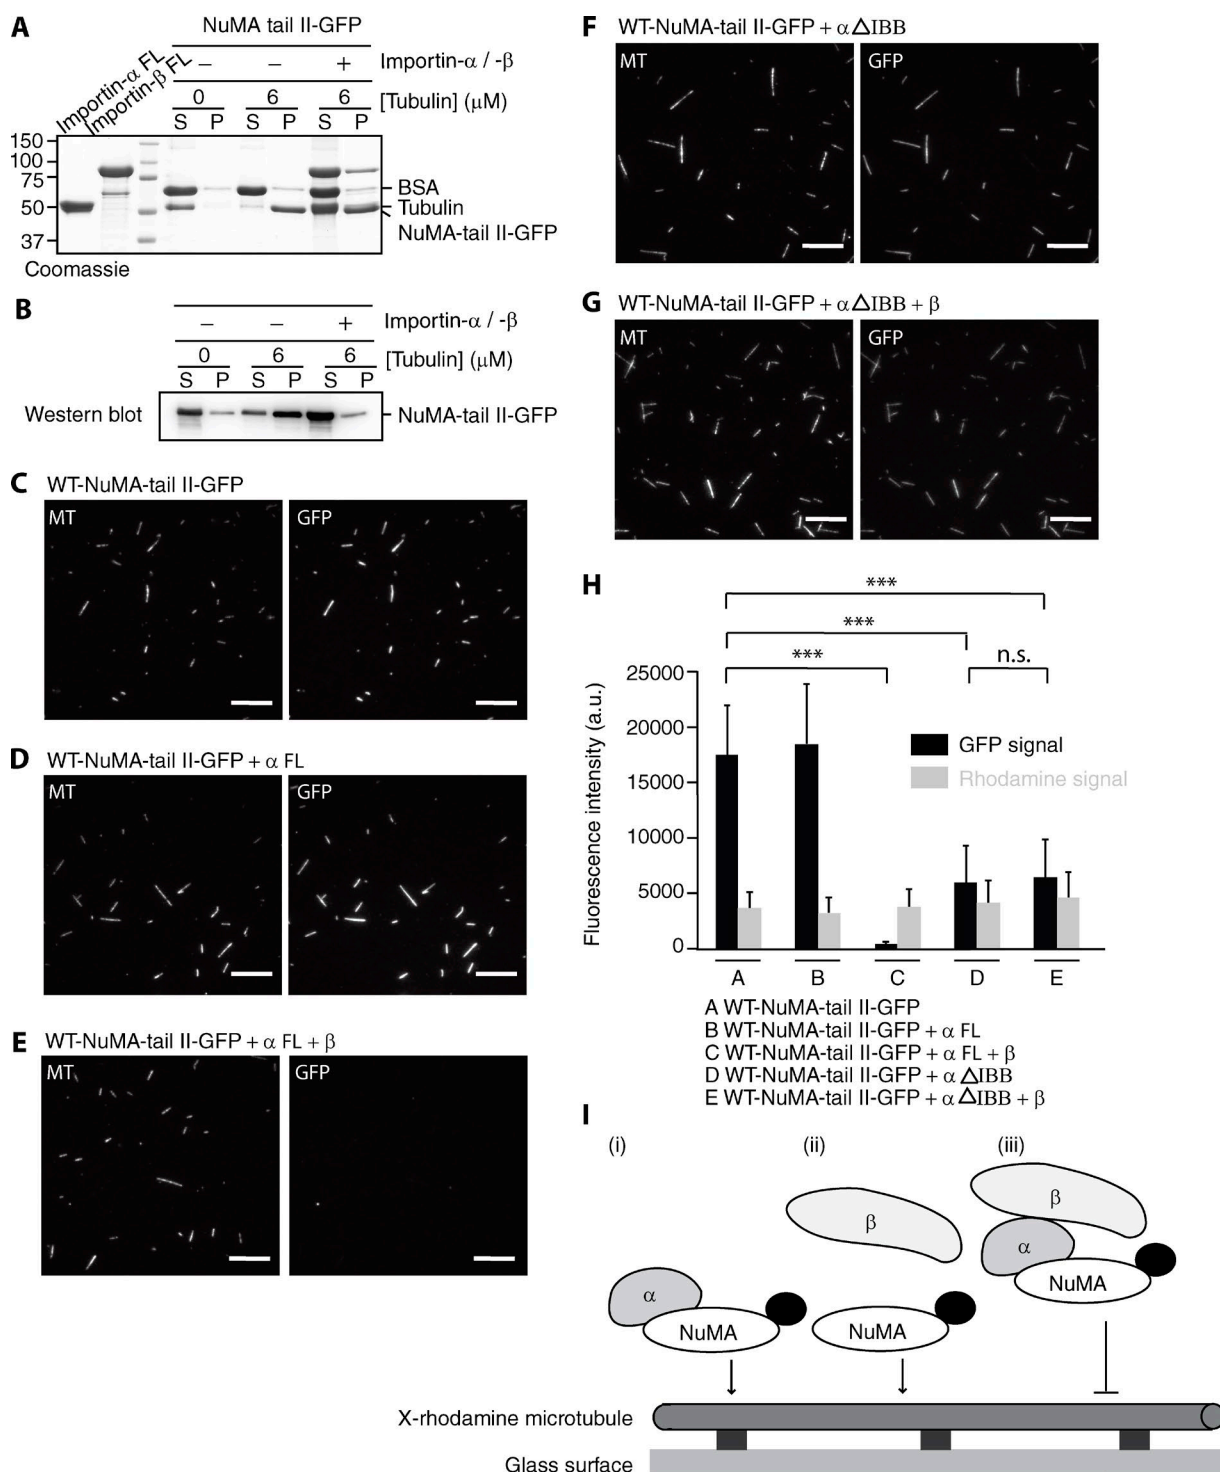 A
NuMA tail II-GFP
Importin-α FL
Importin-β FL
– – + Importin-α / -β
0 6 6 [Tubulin] (μM)
S P S P S P
150
100
75
50
37
BSA
Tubulin
NuMA-tail II-GFP
Coomassie
B
– – + Importin-α / -β
0 6 6 [Tubulin] (μM)
S P S P S P
Western blot
NuMA-tail II-GFP
C WT-NuMA-tail II-GFP
MT GFP
D WT-NuMA-tail II-GFP + α FL
MT GFP
E WT-NuMA-tail II-GFP + α FL + β
MT GFP
F WT-NuMA-tail II-GFP + α △IBB
MT GFP
G WT-NuMA-tail II-GFP + α △IBB + β
MT GFP
H
***
***
***
n.s.
25000
20000
15000
10000
5000
0
Fluorescence intensity (a.u.)
GFP signal
Rhodamine signal
A B C D E
A WT-NuMA-tail II-GFP
B WT-NuMA-tail II-GFP + α FL
C WT-NuMA-tail II-GFP + α FL + β
D WT-NuMA-tail II-GFP + α △IBB
E WT-NuMA-tail II-GFP + α △IBB + β
I
(i) (ii) (iii)
β
β
α
α
NuMA
NuMA
NuMA
X-rhodamine microtubule
Glass surface